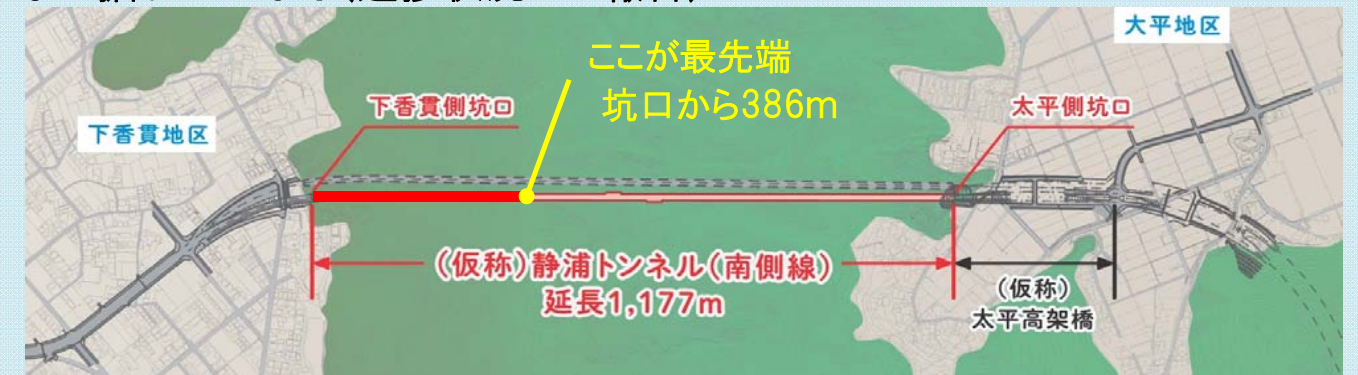 大平地区
ここが最先端
坑口から386m
下香貫側坑口
太平側坑口
下香貫地区
(仮称)静浦トンネル(南側線)
延長1,177m
(仮称)
太平高架橋